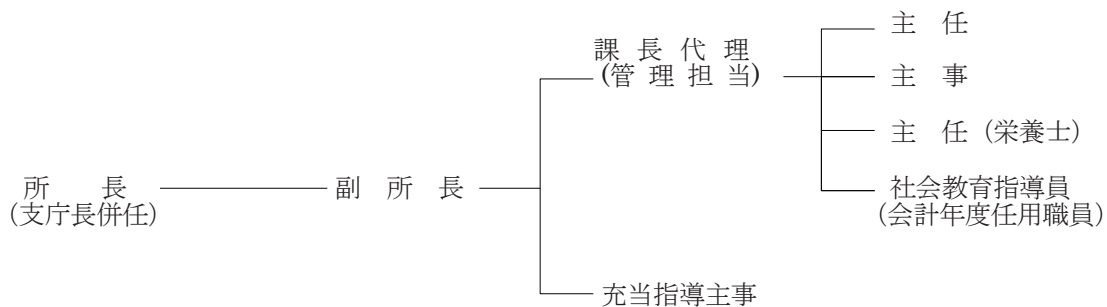 所長
(支庁長併任)
副所長
課長代理
(管理担当)
充当指導主事
主任
主事
主任(栄養士)
社会教育指導員
(会計年度任用職員)